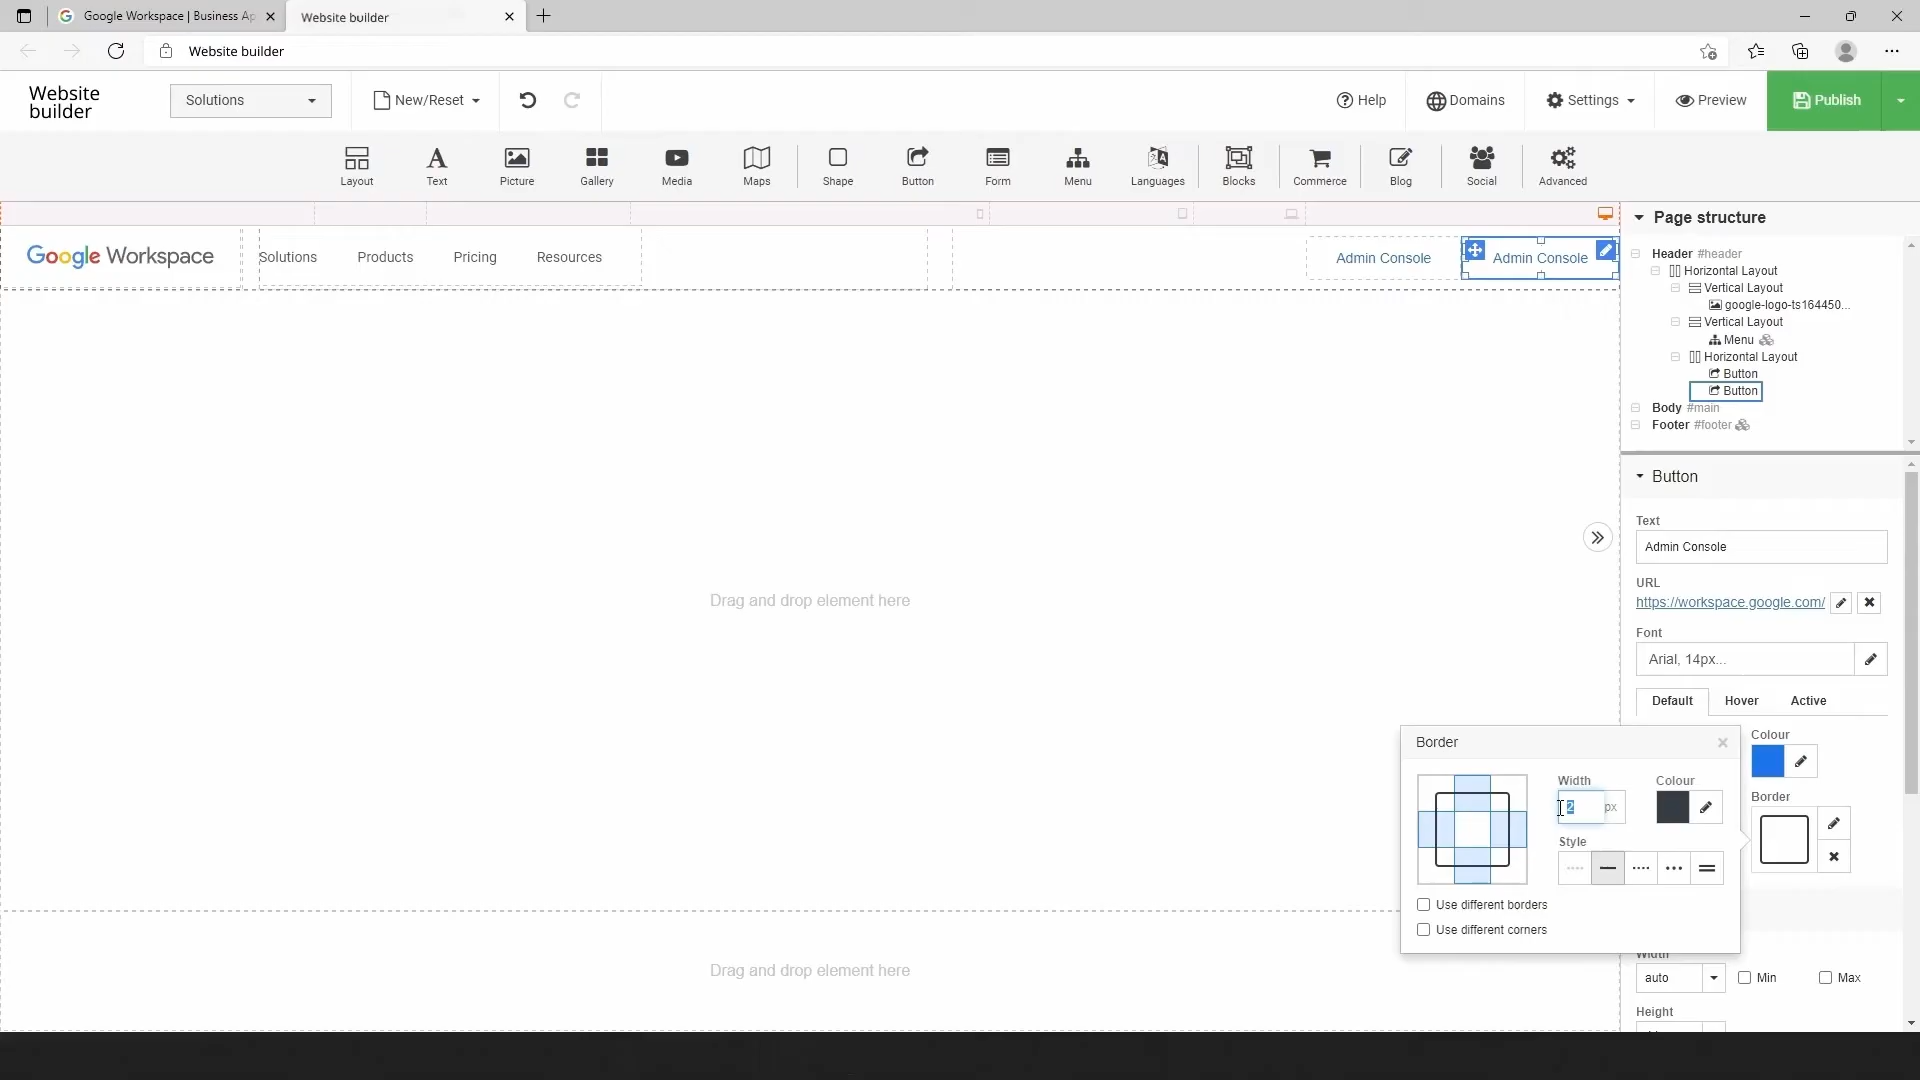 Google Workspace | Business Ap
Website builder
Website builder
Website
builder
Solutions
New/Reset
Help
Domains
Settings
Preview
Publish
Layout
Text
Picture
Gallery
Media
Maps
Shape
Button
Form
Menu
Languages
Blocks
Commerce
Blog
Social
Advanced
Google Workspace
Solutions
Products
Pricing
Resources
Admin Console
Admin Console
Drag and drop element here
Drag and drop element here
Page structure
Header #header
Horizontal Layout
Vertical Layout
google-logo-ts164450...
Vertical Layout
Menu
Horizontal Layout
Button
Button
Body #main
Footer #footer
Button
Text
Admin Console
URL
https://workspace.google.com/
Font
Arial, 14px...
Default
Hover
Active
Colour
Border
Border
Width
2 px
Colour
Style
Use different borders
Use different corners
Width
auto
Min
Max
Height